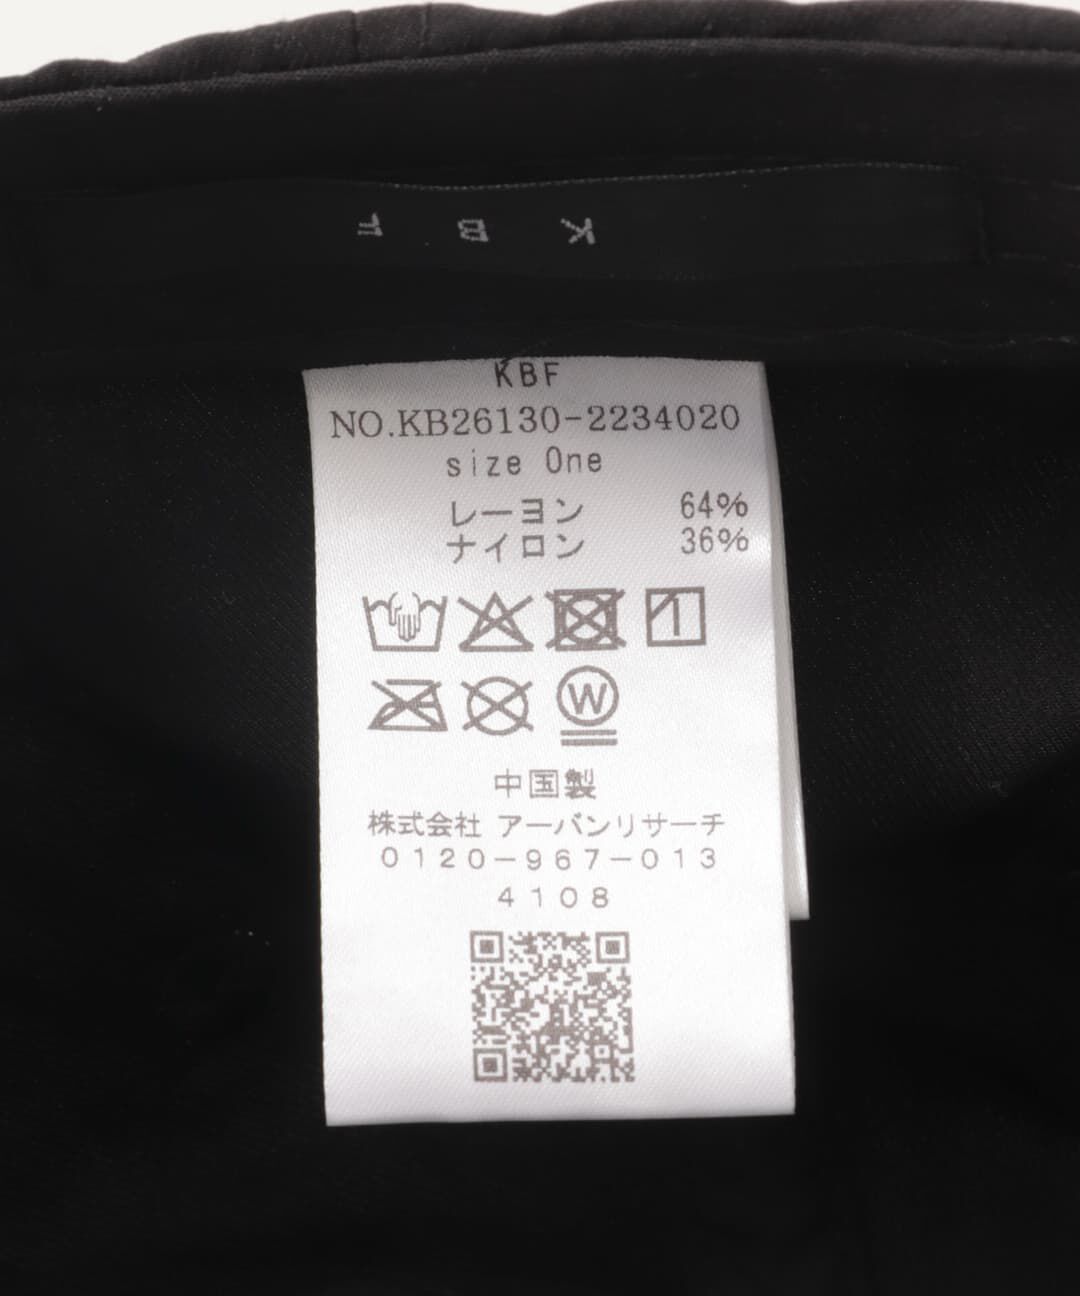 K B F
KBF
NO.KB26130-2234020
size One
レーヨン 64%
ナイロン 36%
W
中国製
株式会社 アーバンリサーチ
0120-967-013
4108